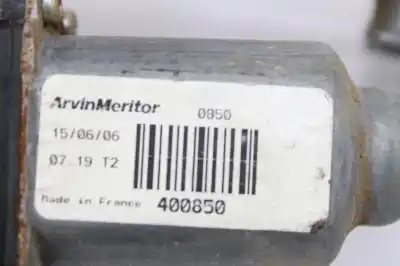 ArvinMeritor 0850
15/06/06
07 19 T2
Made in France 400850